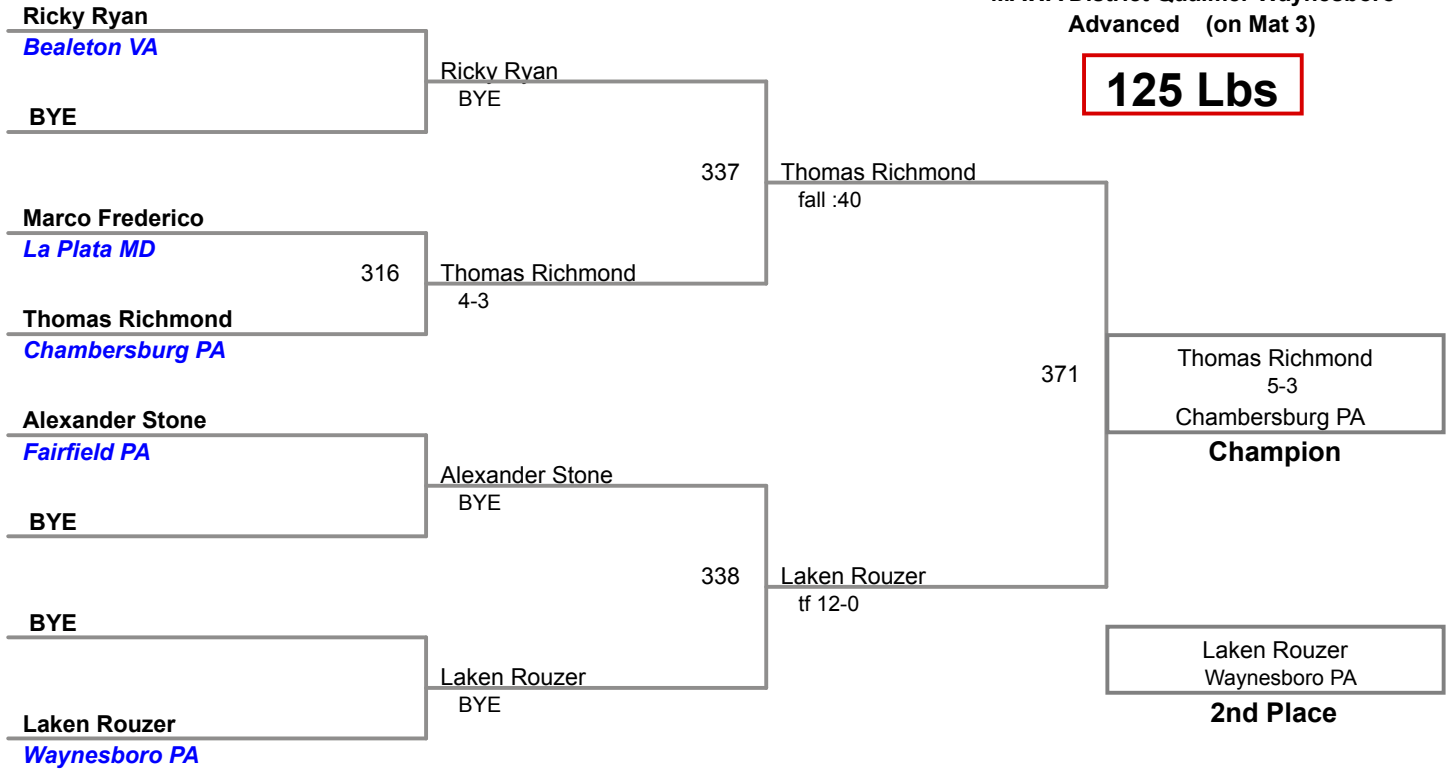 Advanced (on Mat 3)
125 Lbs
Ricky Ryan
Bealeton VA
BYE
Marco Frederico
La Plata MD
Thomas Richmond
Chambersburg PA
Alexander Stone
Fairfield PA
BYE
BYE
Laken Rouzer
Waynesboro PA
Ricky Ryan
BYE
316
Thomas Richmond
4-3
Alexander Stone
BYE
Laken Rouzer
BYE
337
Thomas Richmond
fall :40
338
Laken Rouzer
tf 12-0
371
Thomas Richmond
5-3
Chambersburg PA
Champion
Laken Rouzer
Waynesboro PA
2nd Place